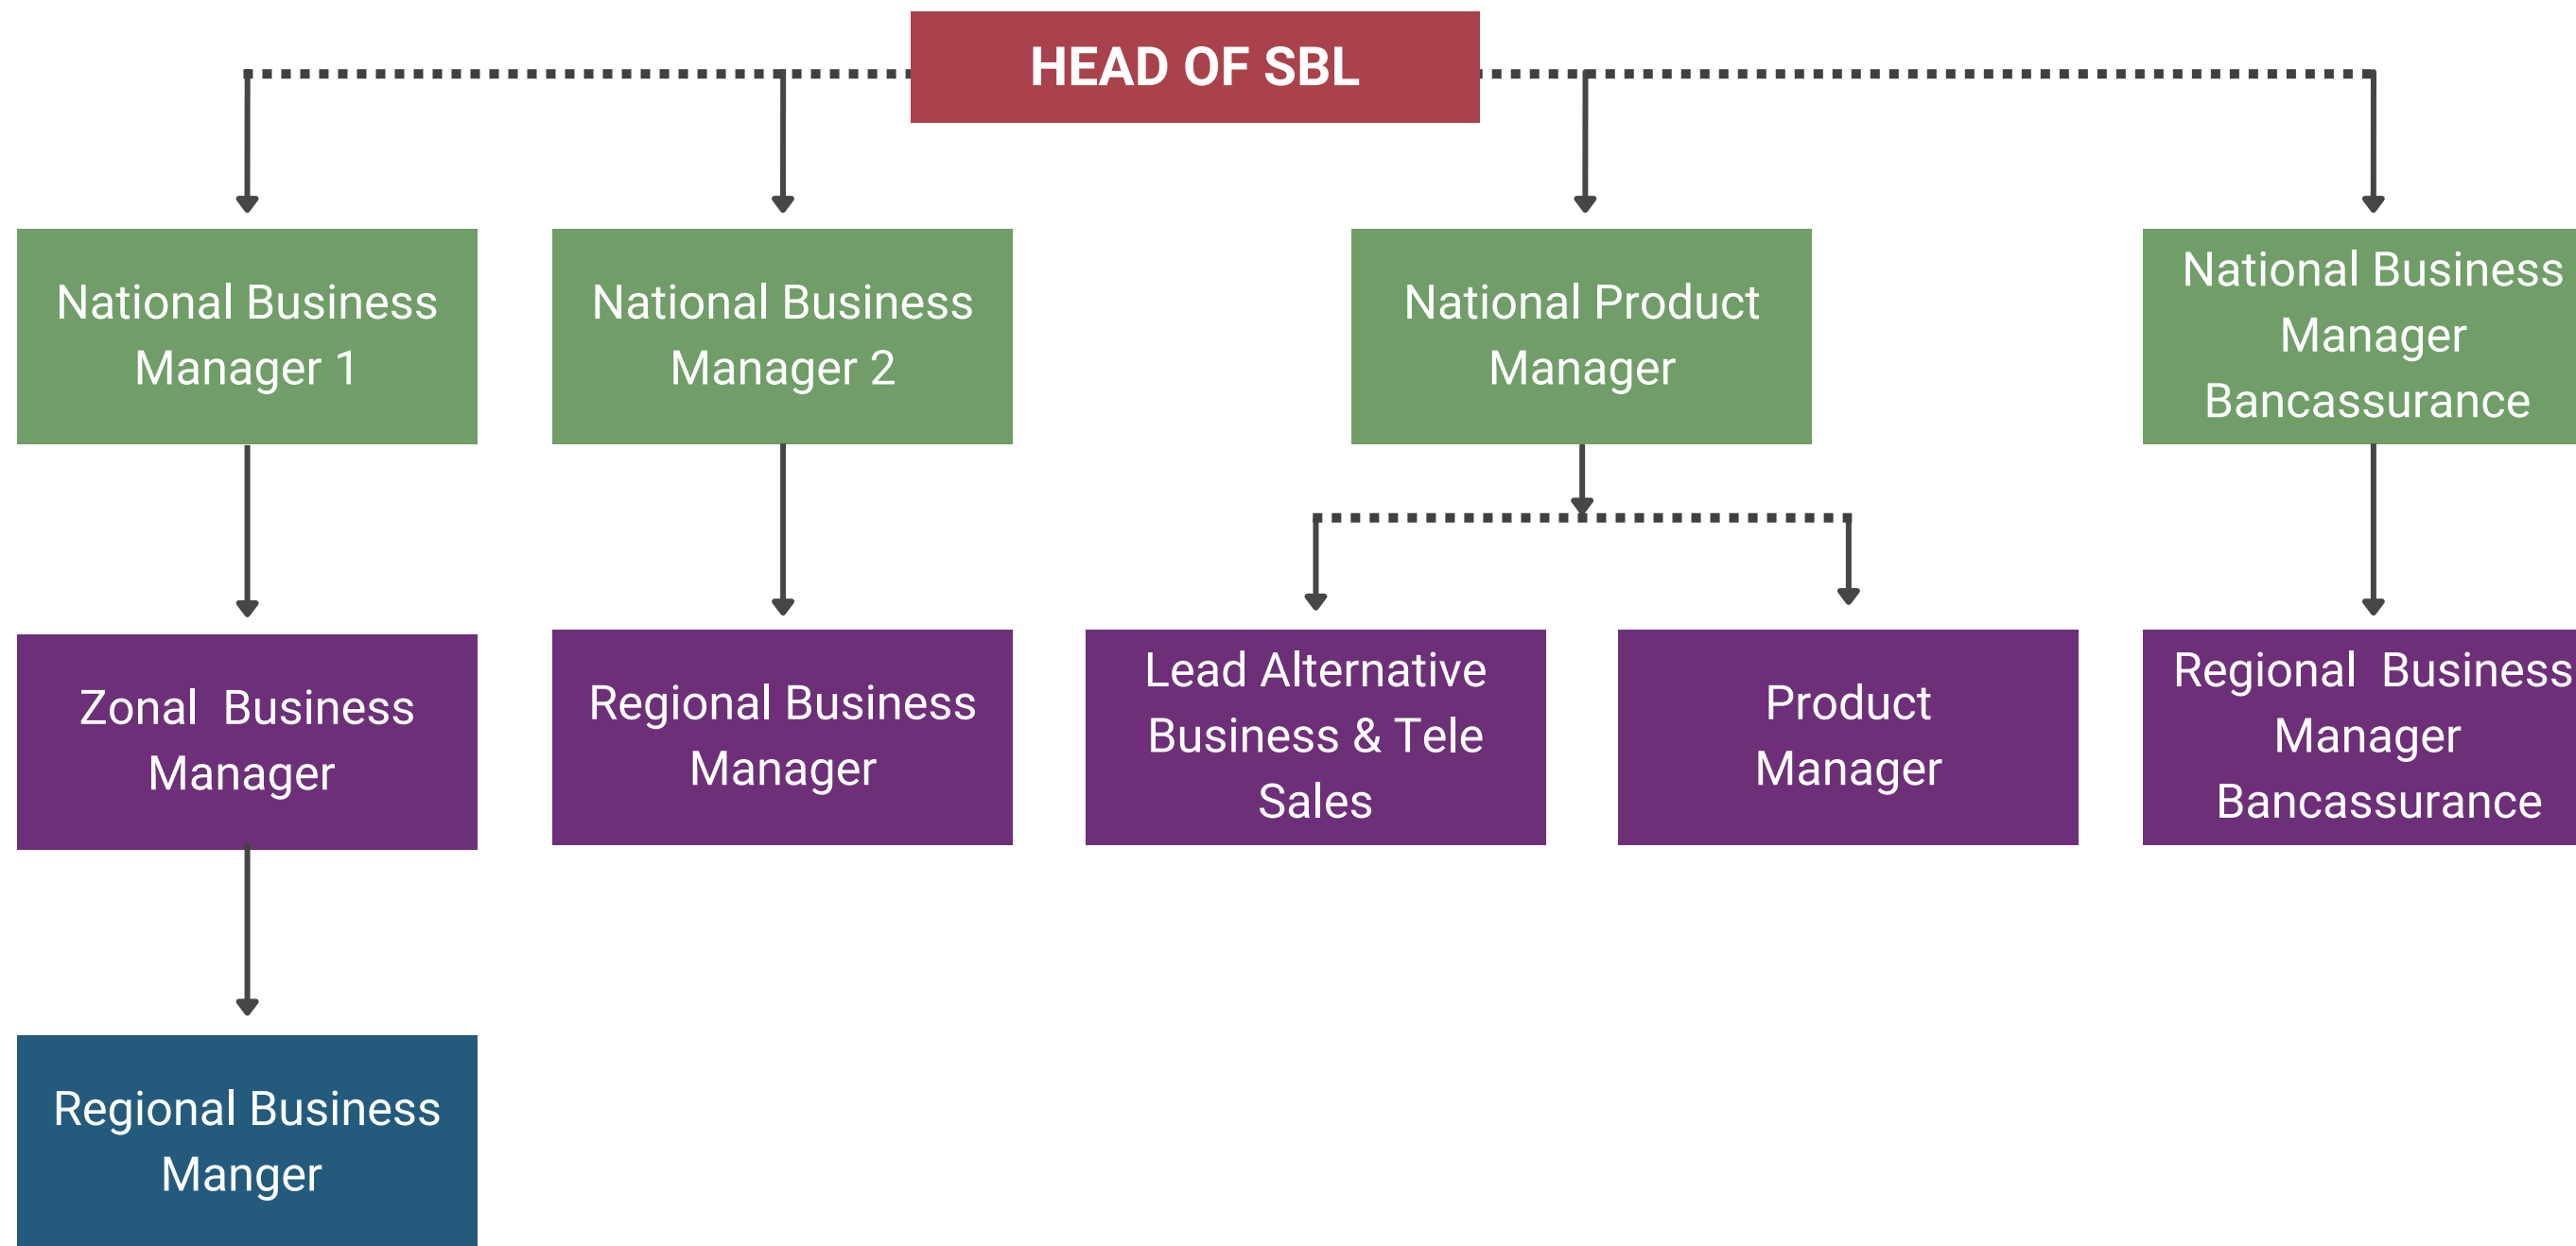 HEAD OF SBL
National Business
Manager 1
National Business
Manager 2
National Product
Manager
National Business
Manager
Bancassurance
Zonal  Business
Manager
Regional Business
Manager
Lead Alternative
Business & Tele
Sales
Product
Manager
Regional  Business
Manager
Bancassurance
Regional Business
Manger